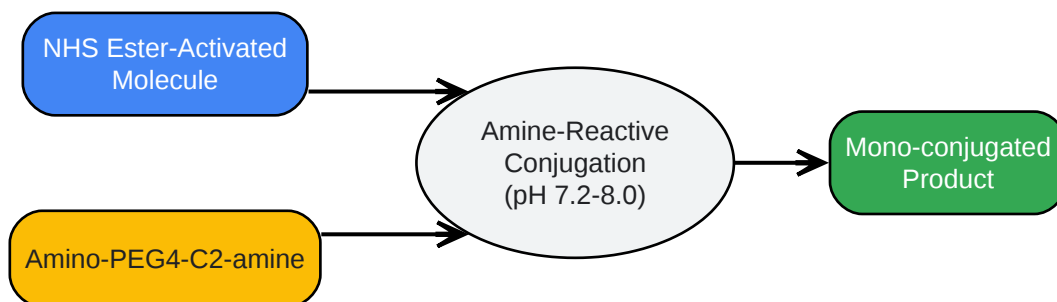 NHS Ester-Activated
Molecule
Amine-Reactive
Conjugation
(pH 7.2-8.0)
Mono-conjugated
Product
Amino-PEG4-C2-amine